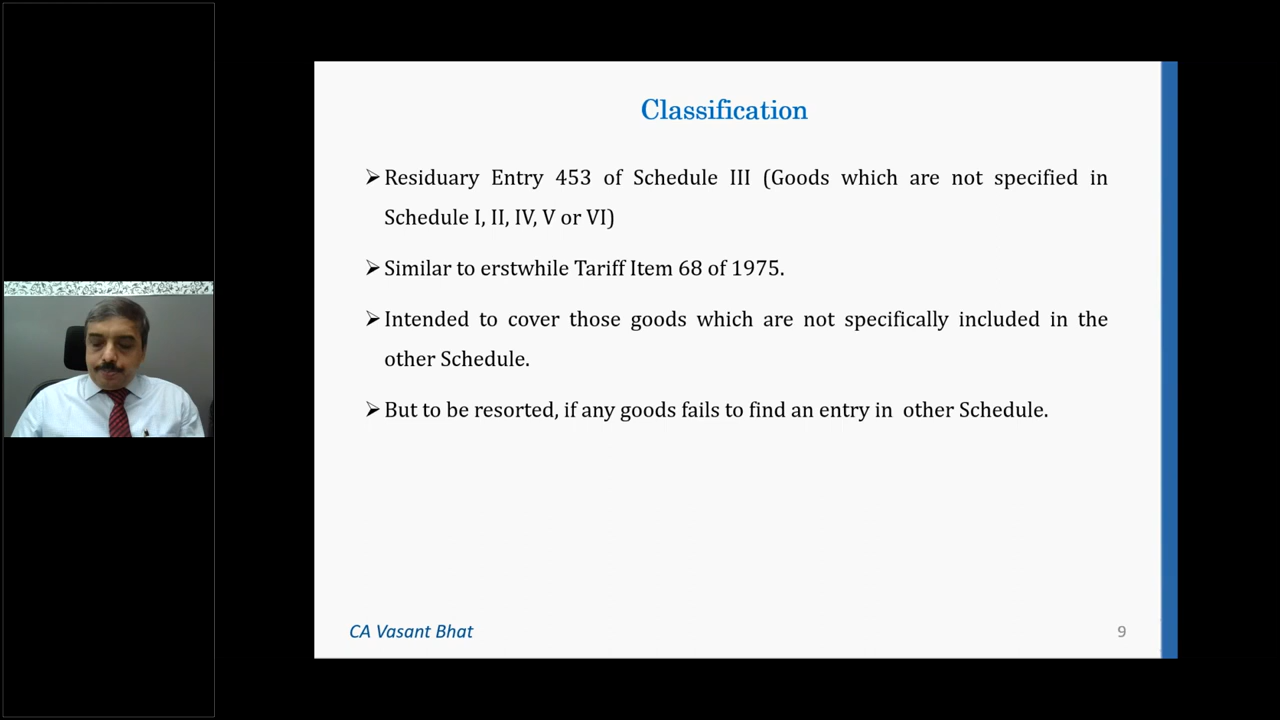 Classification
➢Residuary Entry 453 of Schedule III (Goods which are not specified in
Schedule I, II, IV, V or VI)
➢Similar to erstwhile Tariff Item 68 of 1975.
➢Intended to cover those goods which are not specifically included in the
other Schedule.
➢But to be resorted, if any goods fails to find an entry in other Schedule.
CA Vasant Bhat
9